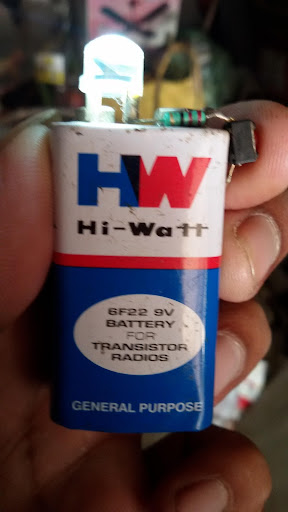 HW
Hi-Watt
6F22 9V
BATTERY
FOR
TRANSISTOR
RADIOS
GENERAL PURPOSE